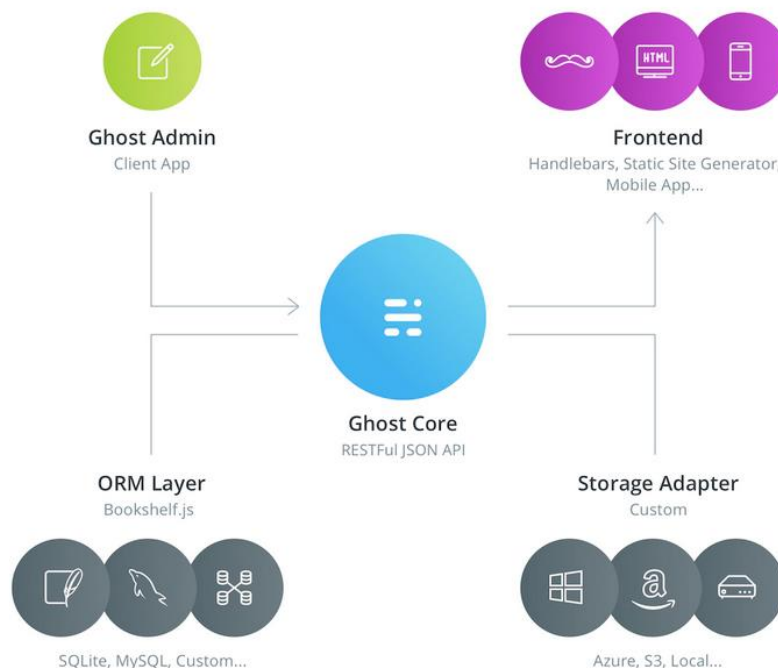 Ghost Admin
Client App
HTML
Frontend
Handlebars, Static Site Generator,
Mobile App...
Ghost Core
RESTFul JSON API
ORM Layer
Bookshelf.js
SQLite, MySQL, Custom...
Storage Adapter
Custom
a
Azure, S3, Local...